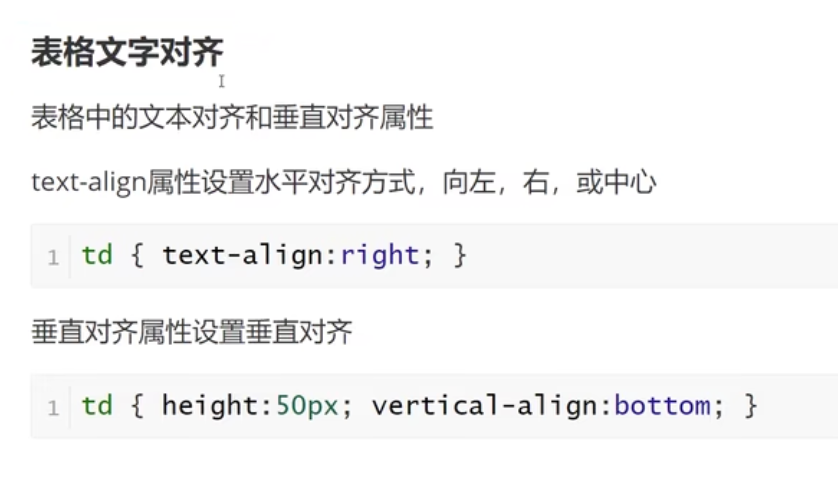 表格文字对齐
表格中的文本对齐和垂直对齐属性
text-align属性设置水平对齐方式，向左，右，或中心
1 td { text-align:right; }
垂直对齐属性设置垂直对齐
1 td { height:50px; vertical-align:bottom; }